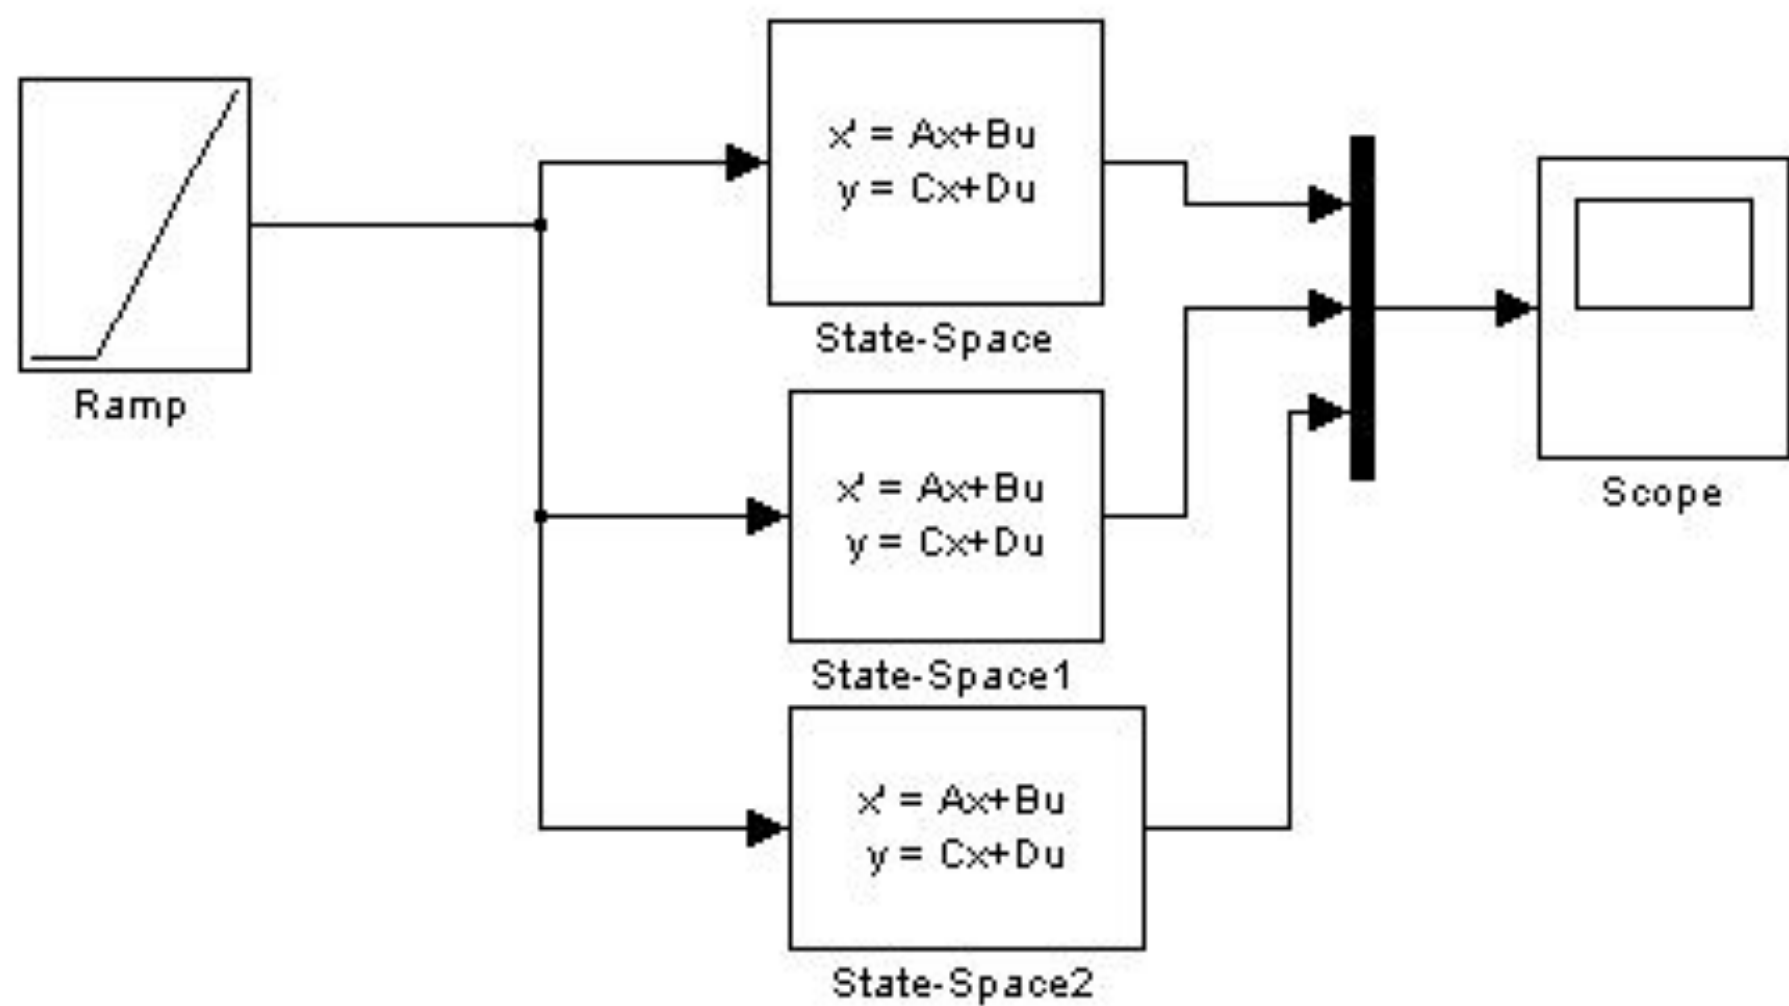 Ramp
x' = Ax+Bu
y = Cx+Du
State-Space
x' = Ax+Bu
y = Cx+Du
State-Space1
x' = Ax+Bu
y = Cx+Du
State-Space2
Scope